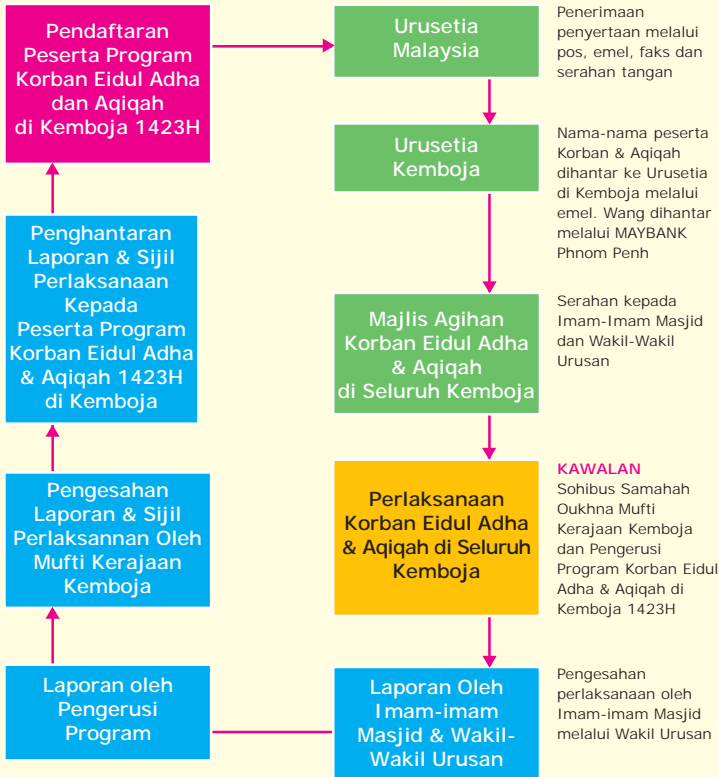 Pendaftaran
Peserta Program
Korban Eidul Adha
dan Aqiqah
di Kemboja 1423H
Urusetia
Malaysia
Penerimaan
penyertaan melalui
pos, emel, faks dan
serahan tangan
Urusetia
Kemboja
Nama-nama peserta
Korban & Aqiqah
dihantar ke Urusetia
di Kemboja melalui
emel. Wang dihantar
melalui MAYBANK
Phnom Penh
Majlis Agihan
Korban Eidul Adha
& Aqiqah
di Seluruh Kemboja
Serahan kepada
Imam-Imam Masjid
dan Wakil-Wakil
Urusan
Perlaksanaan
Korban Eidul Adha
& Aqiqah di Seluruh
Kemboja
KAWALAN
Sohibus Samahah
Oukhna Mufti
Kerajaan Kemboja
dan Pengerusi
Program Korban Eidul
Adha & Aqiqah di
Kemboja 1423H
Laporan Oleh
Imam-imam
Masjid & Wakil-
Wakil Urusan
Pengesahan
perlaksanaan oleh
Imam-imam Masjid
melalui Wakil Urusan
Laporan oleh
Pengerusi
Program
Pengesahan
Laporan & Sijil
Perlaksannan Oleh
Mufti Kerajaan
Kemboja
Penghantaran
Laporan & Sijil
Perlaksanaan
Kepada
Peserta Program
Korban Eidul Adha
& Aqiqah 1423H
di Kemboja